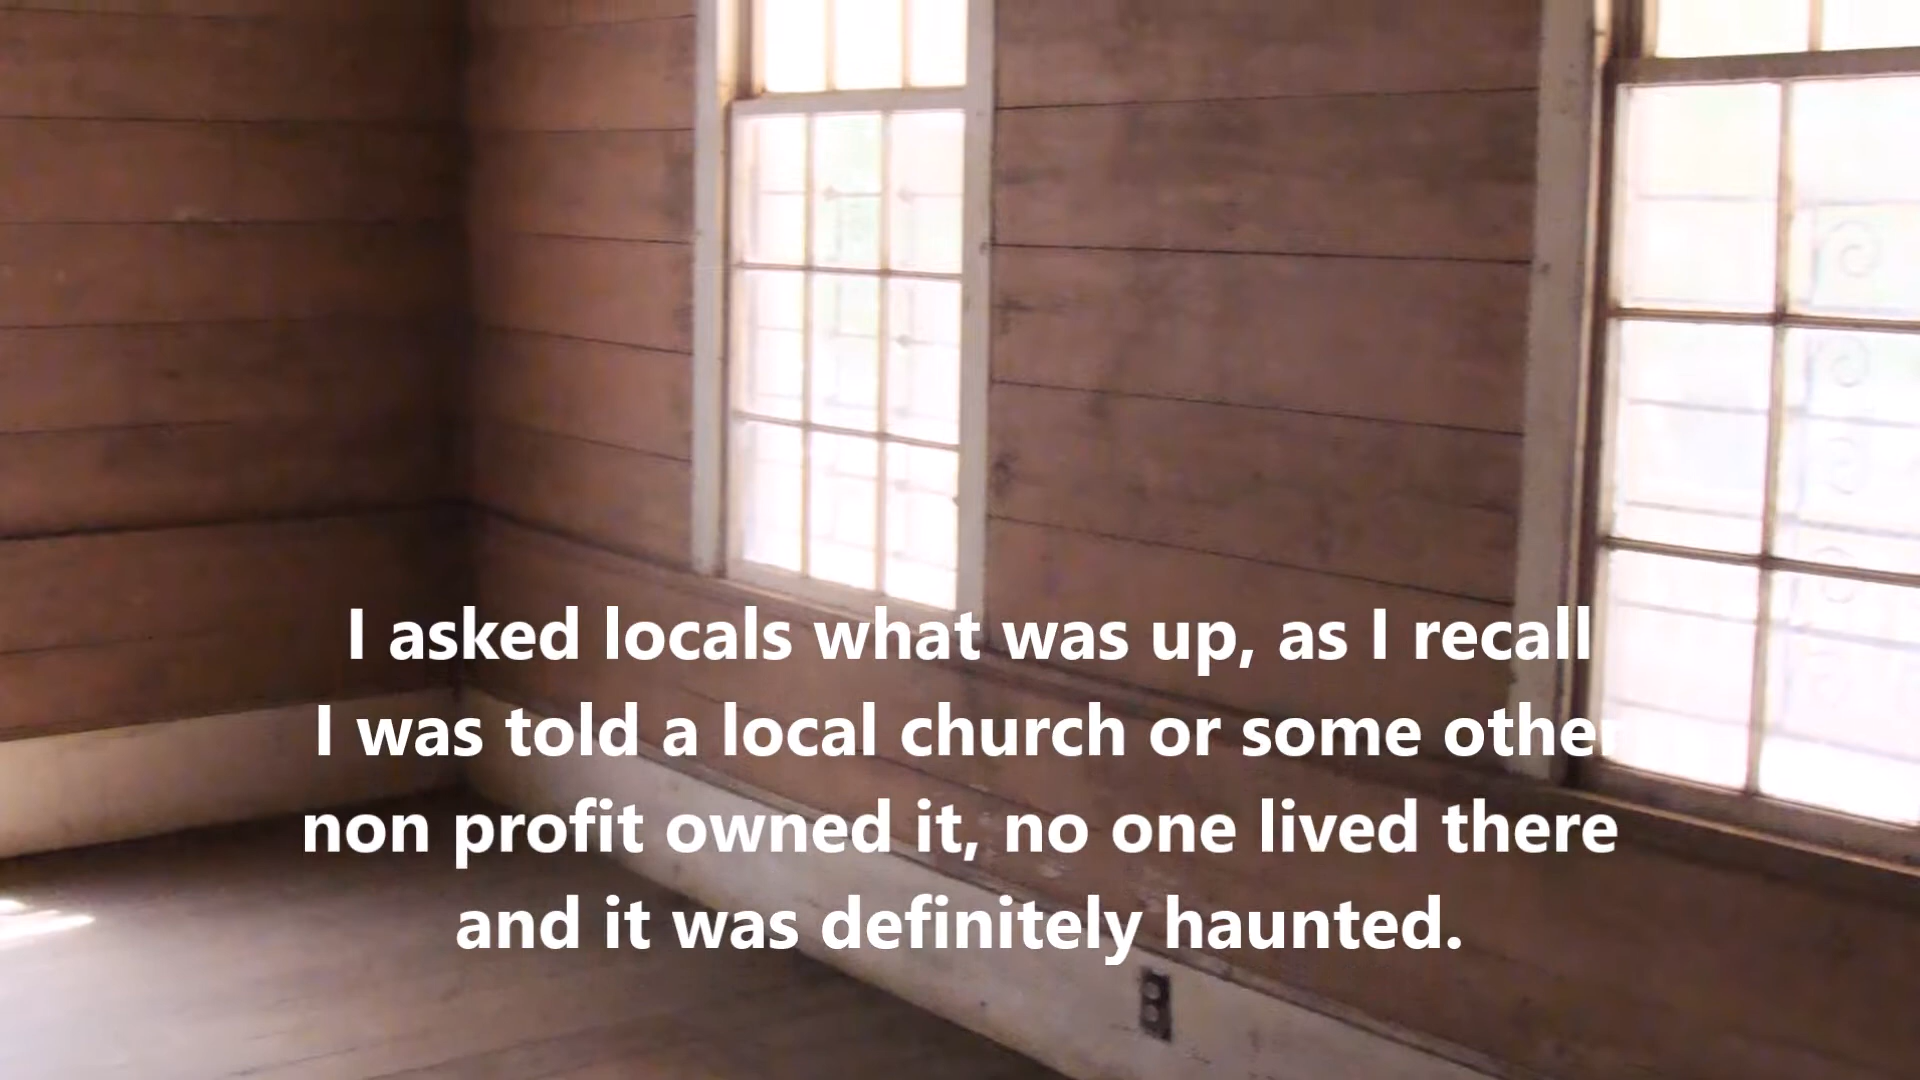 I asked locals what was up, as I recall
I was told a local church or some other
non profit owned it, no one lived there
and it was definitely haunted.